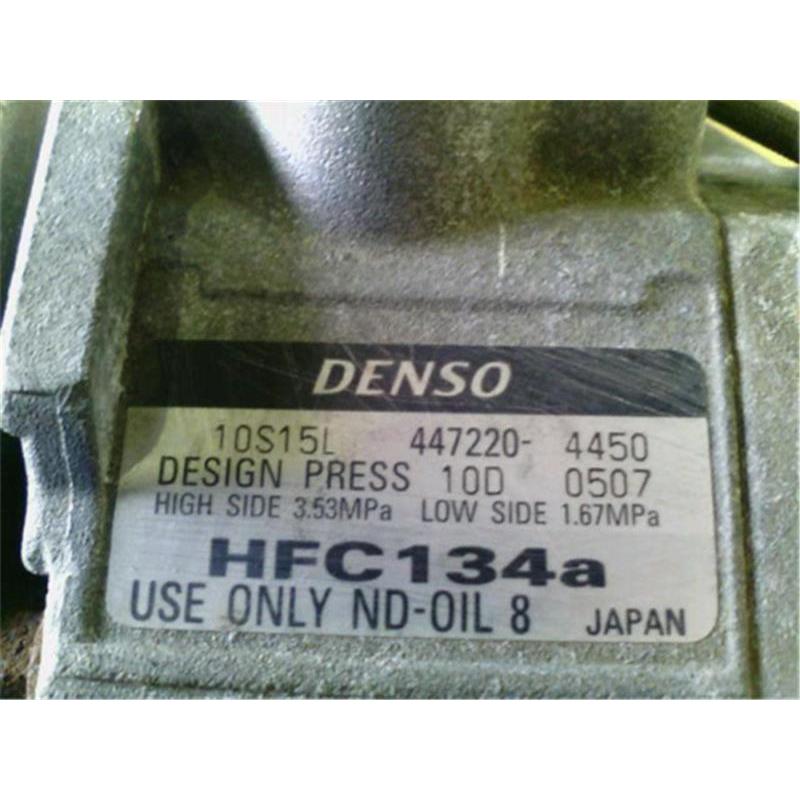 DENSO
10S15L 447220- 4450
DESIGN PRESS 10D 0507
HIGH SIDE 3.53MPa LOW SIDE 1.67MPa
HFC134a
USE ONLY ND-OIL 8 JAPAN